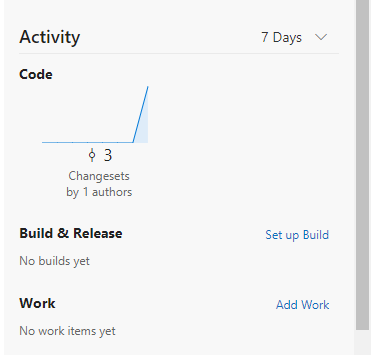 Activity
7 Days
Code
3
Changesets
by 1 authors
Build & Release
Set up Build
No builds yet
Work
Add Work
No work items yet